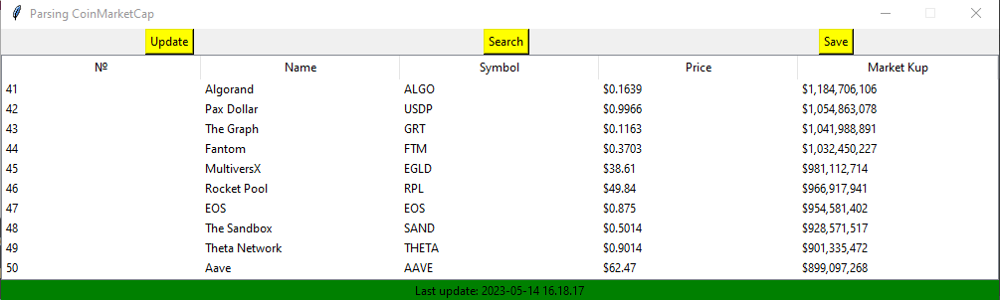 Parsing CoinMarketCap
Update Search Save
№ Name Symbol Price Market Kup
41 Algorand ALGO $0.1639 $1,184,706,106
42 Pax Dollar USDP $0.9966 $1,054,863,078
43 The Graph GRT $0.1163 $1,041,988,891
44 Fantom FTM $0.3703 $1,032,450,227
45 MultiversX EGLD $38.61 $981,112,714
46 Rocket Pool RPL $49.84 $966,917,941
47 EOS EOS $0.875 $954,581,402
48 The Sandbox SAND $0.5014 $928,571,517
49 Theta Network THETA $0.9014 $901,335,472
50 Aave AAVE $62.47 $899,097,268
Last update: 2023-05-14 16.18.17